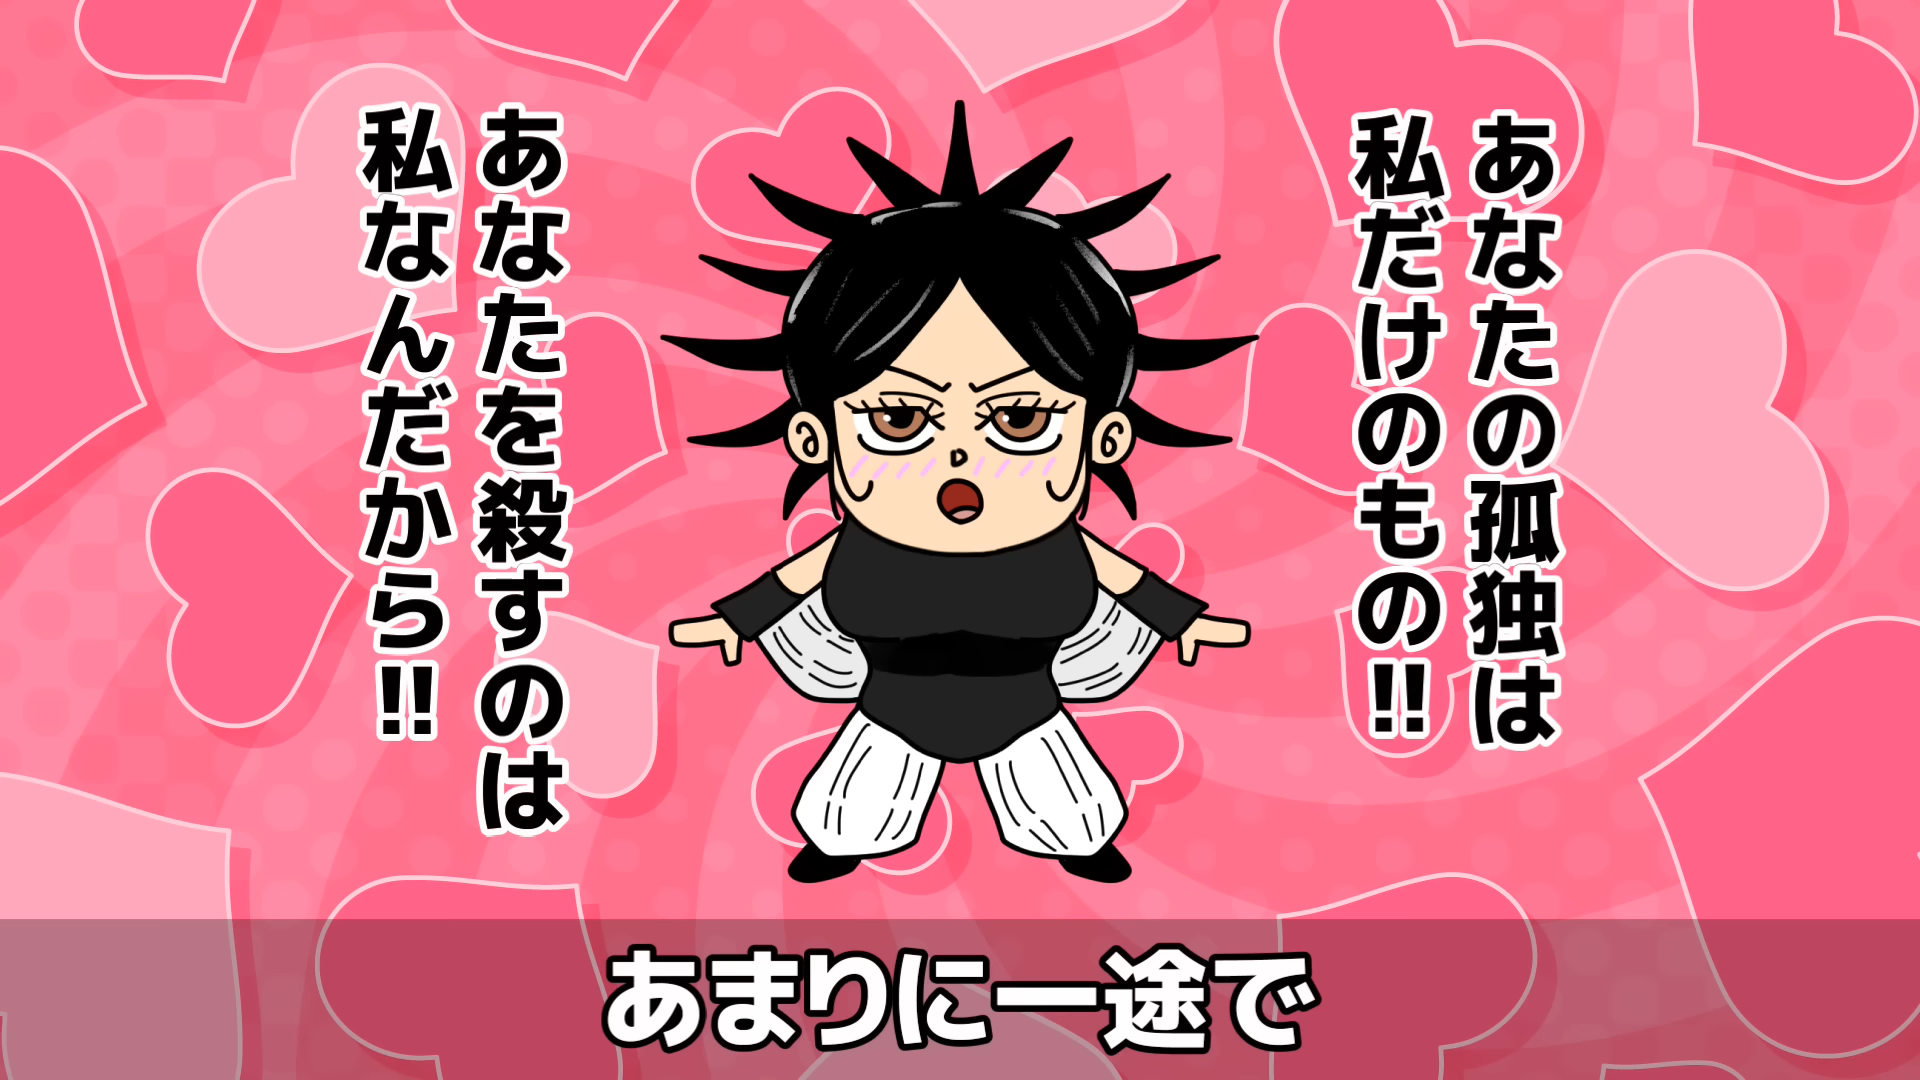 あなたの孤独は
私だけのもの!!
あなたを殺すのは
私なんだから!!
あまりに一途で